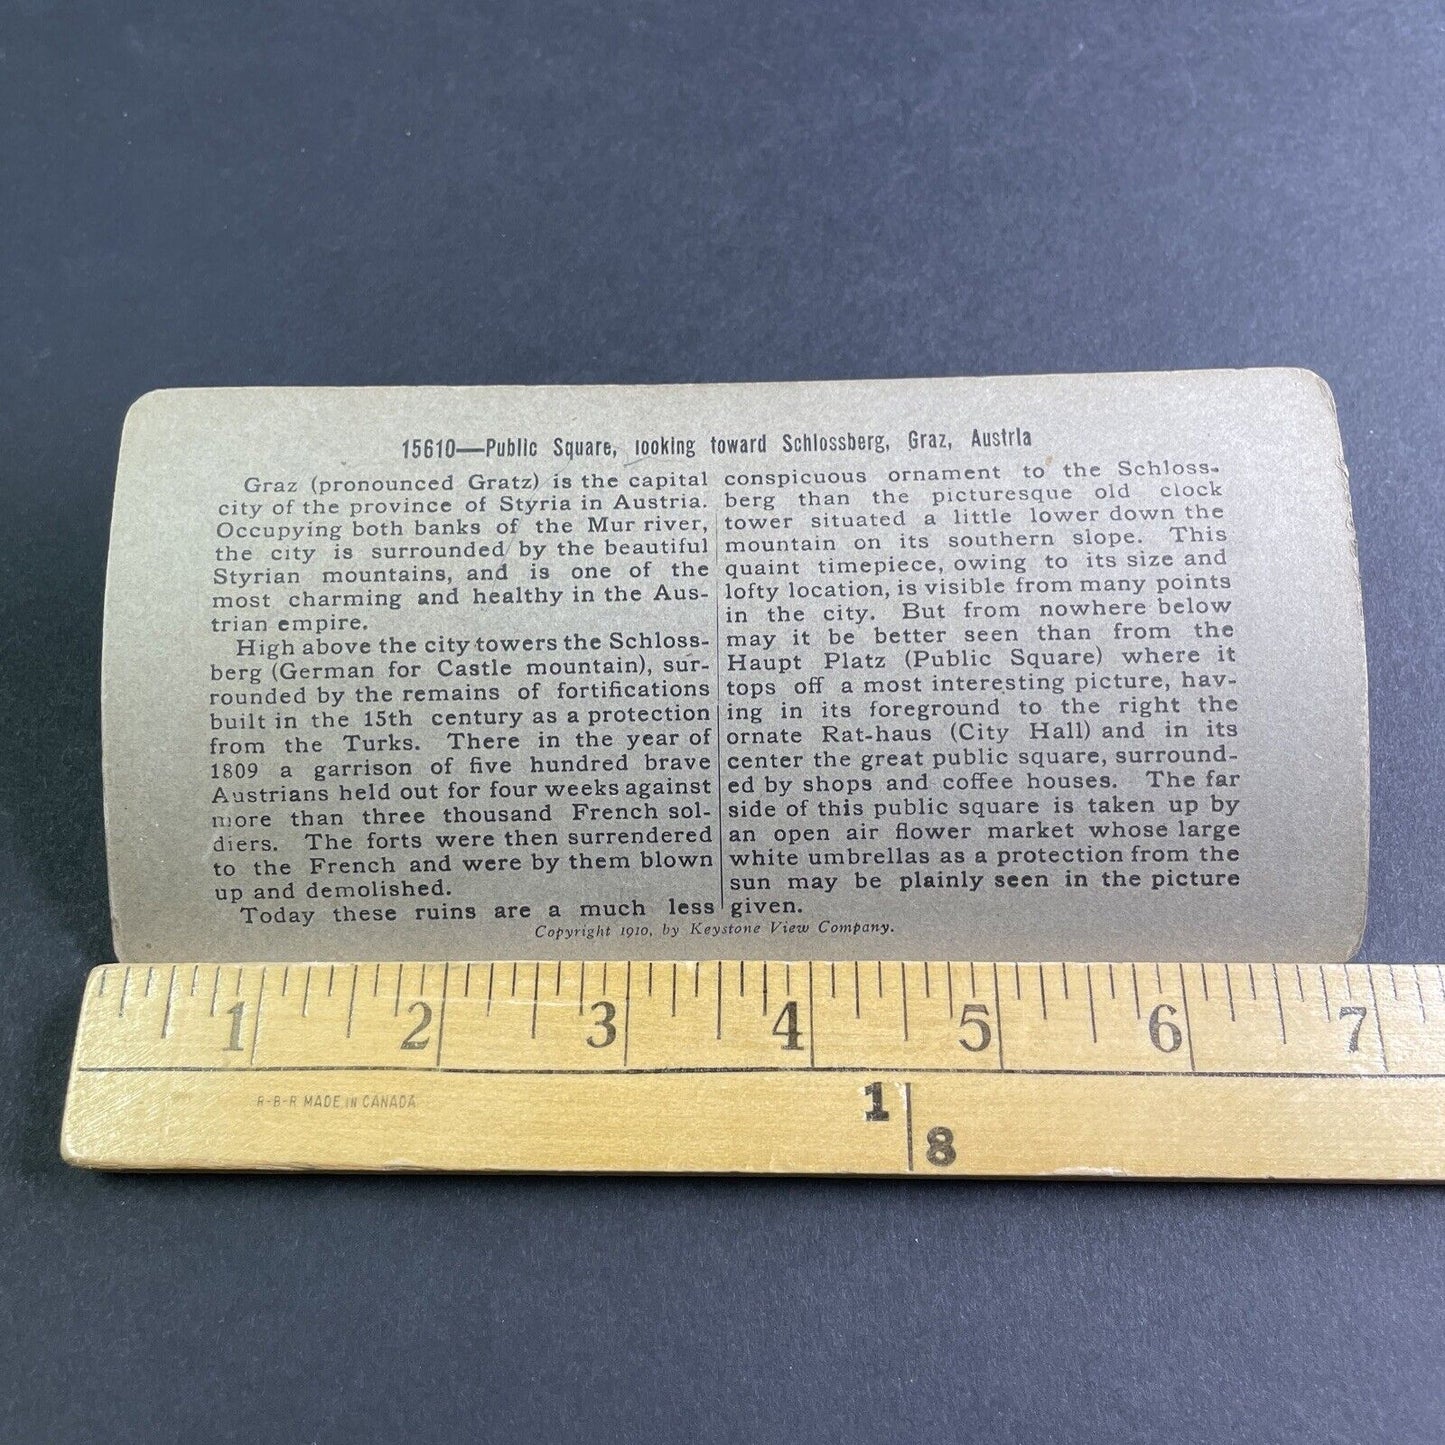 15610—Public Square, looking toward Schlossberg, Graz, Austria
Graz (pronounced Gratz) is the capital
city of the province of Styria in Austria.
Occupying both banks of the Mur river,
the city is surrounded by the beautiful
Styrian mountains, and is one of the
most charming and healthy in the Aus-
trian empire.
High above the city towers the Schloss-
berg (German for Castle mountain), sur-
rounded by the remains of fortifications
built in the 15th century as a protection
from the Turks. There in the year of
1809 a garrison of five hundred brave
Austrians held out for four weeks against
more than three thousand French sol-
diers. The forts were then surrendered
to the French and were by them blown
up and demolished.
Today these ruins are a much less
conspicuous ornament to the Schloss-
berg than the picturesque old clock
tower situated a little lower down the
mountain on its southern slope. This
quaint timepiece, owing to its size and
lofty location, is visible from many points
in the city. But from nowhere below
may it be better seen than from the
Haupt Platz (Public Square) where it
tops off a most interesting picture, hav-
ing in its foreground to the right the
ornate Rat-haus (City Hall) and in its
center the great public square, surround-
ed by shops and coffee houses. The far
side of this public square is taken up by
an open air flower market whose large
white umbrellas as a protection from the
sun may be plainly seen in the picture
given.
Copyright 1910, by Keystone View Company.
1 2 3 4 5 6 7
R-B-R MADE IN CANADA
1
8